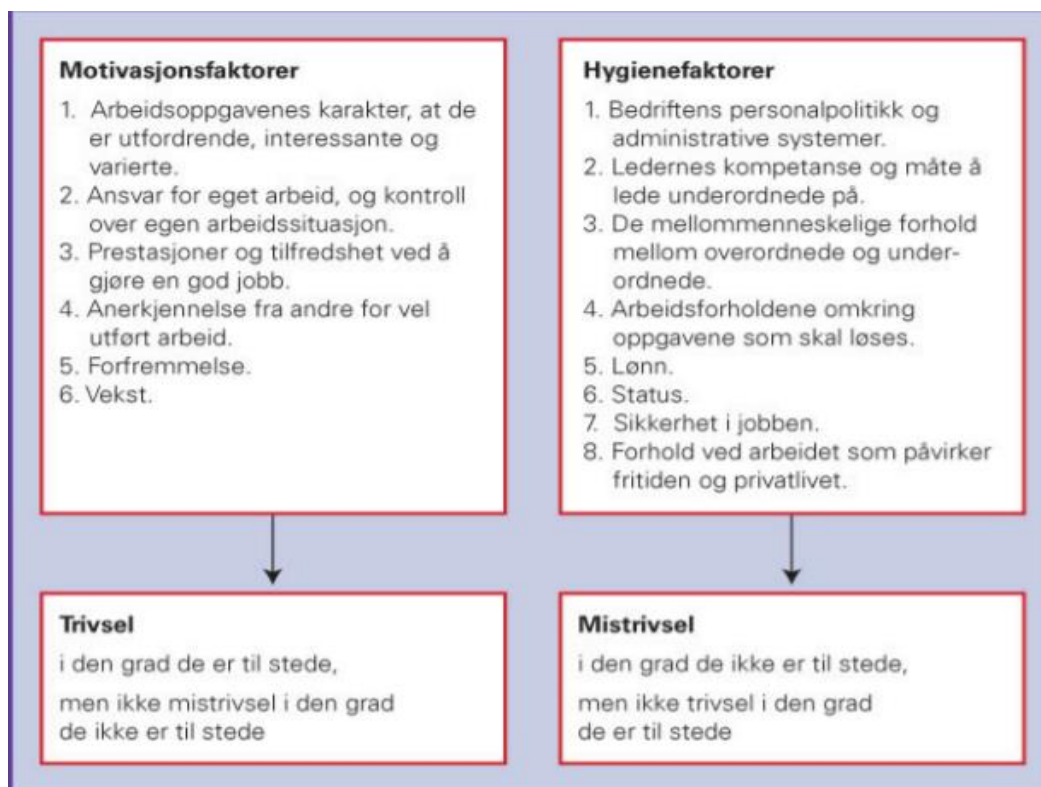 Motivasjonsfaktorer
1. Arbeidsoppgavenes karakter, at de
er utfordrende, interessante og
varierte.
2. Ansvar for eget arbeid, og kontroll
over egen arbeidssituasjon.
3. Prestasjoner og tilfredshet ved å
gjøre en god jobb.
4. Anerkjennelse fra andre for vel
utført arbeid.
5. Forfremmelse.
6. Vekst.
Hygienefaktorer
1. Bedriftens personalpolitikk og
administrative systemer.
2. Ledernes kompetanse og måte å
lede underordnede på.
3. De mellommenneskelige forhold
mellom overordnede og under-
ordnede.
4. Arbeidsforholdene omkring
oppgavene som skal løses.
5. Lønn.
6. Status.
7. Sikkerhet i jobben.
8. Forhold ved arbeidet som påvirker
fritiden og privatlivet.
Trivsel
i den grad de er til stede,
men ikke mistrivsel i den grad
de ikke er til stede
Mistrivsel
i den grad de ikke er til stede,
men ikke trivsel i den grad
de er til stede